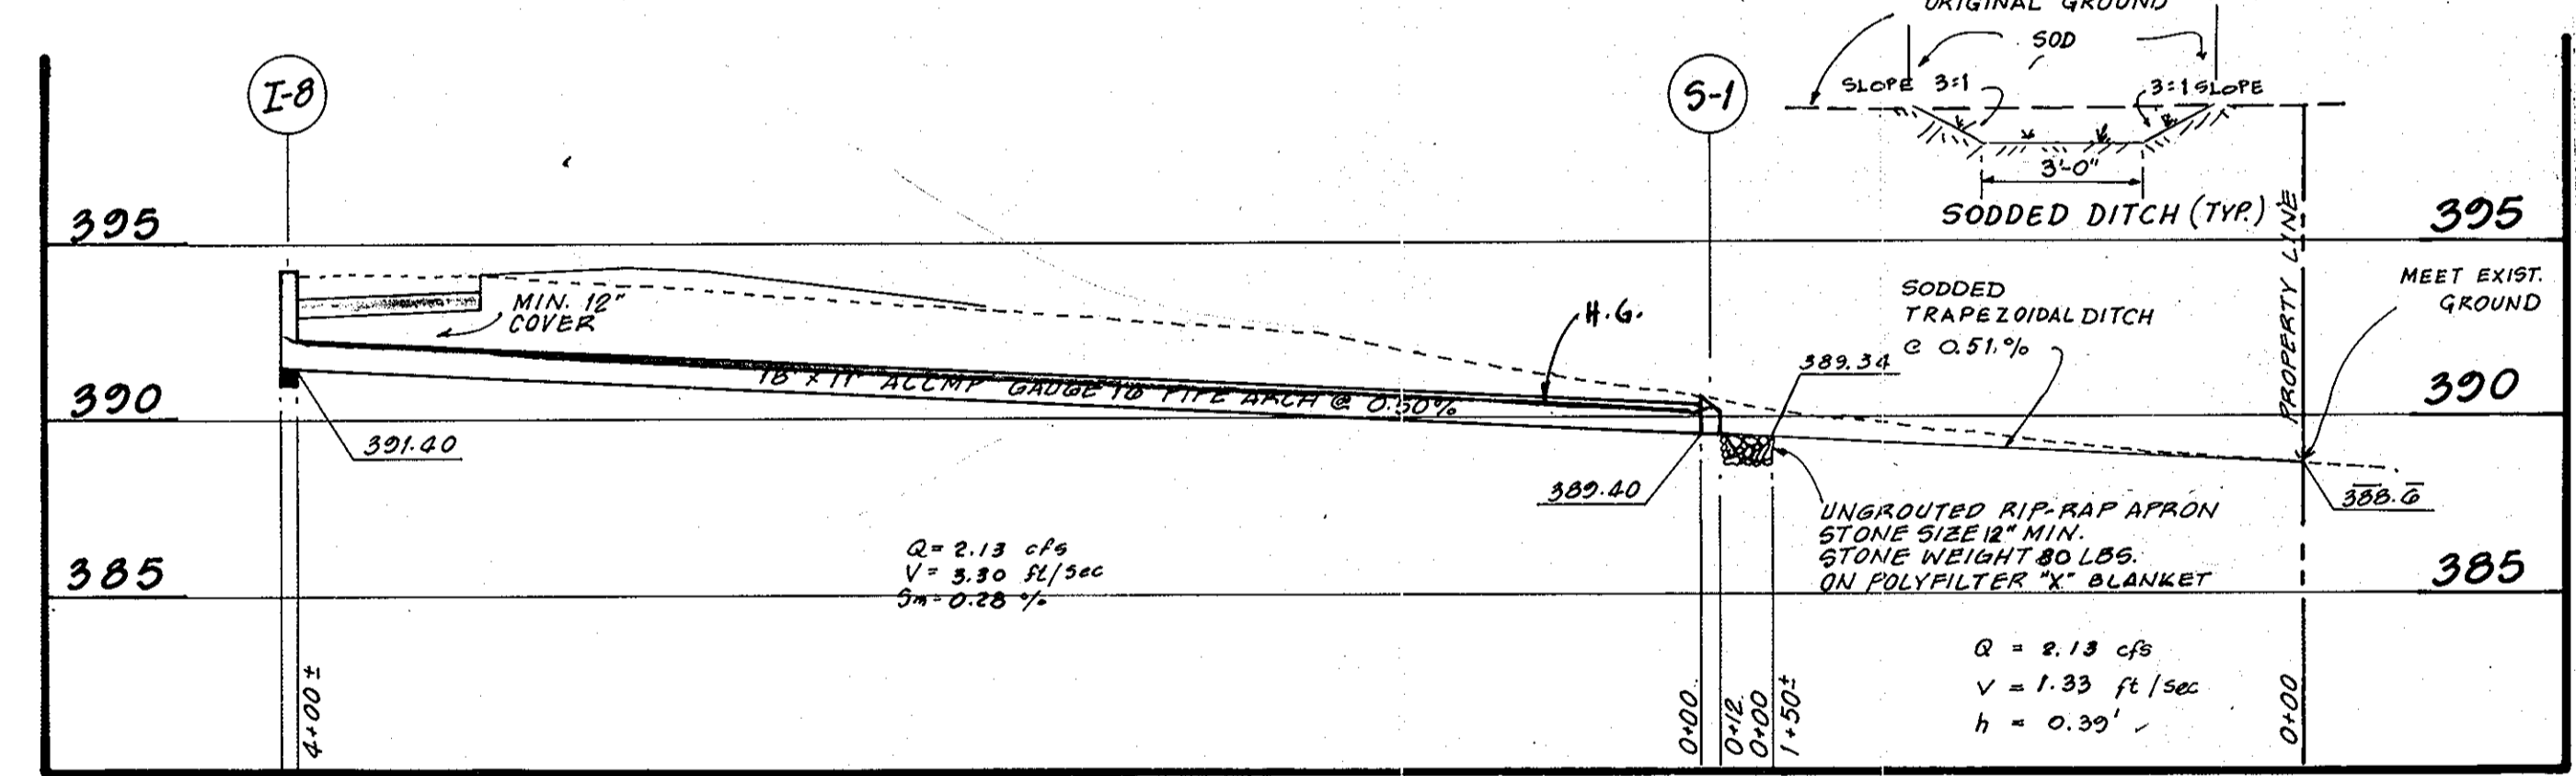 ORIGINAL GROUND
SOD
SLOPE 3:1
3:1 SLOPE
3'-0"
SODDED DITCH (TYP.)
I-8
S-1
395
395
MIN. 12"
COVER
H.G.
SODDED
TRAPEZOIDAL DITCH
@ 0.51.%
PROPERTY LINE
MEET EXIST.
GROUND
389.34
18" X 11" ACCMP GAUGE 16 PIPE ARCH @ 0.50%
390
390
391.40
389.40
388.6
UNGROUTED RIP-RAP APRON
STONE SIZE 12" MIN.
STONE WEIGHT 80 LBS.
ON POLYFILTER "X" BLANKET
Q = 2.13 cfs
V = 3.30 ft/sec
Sm = 0.28 %
385
385
Q = 2.13 cfs
V = 1.33 ft/sec
h = 0.39'
4+00±
0+00
0+12
0+00
1+50±
0+00